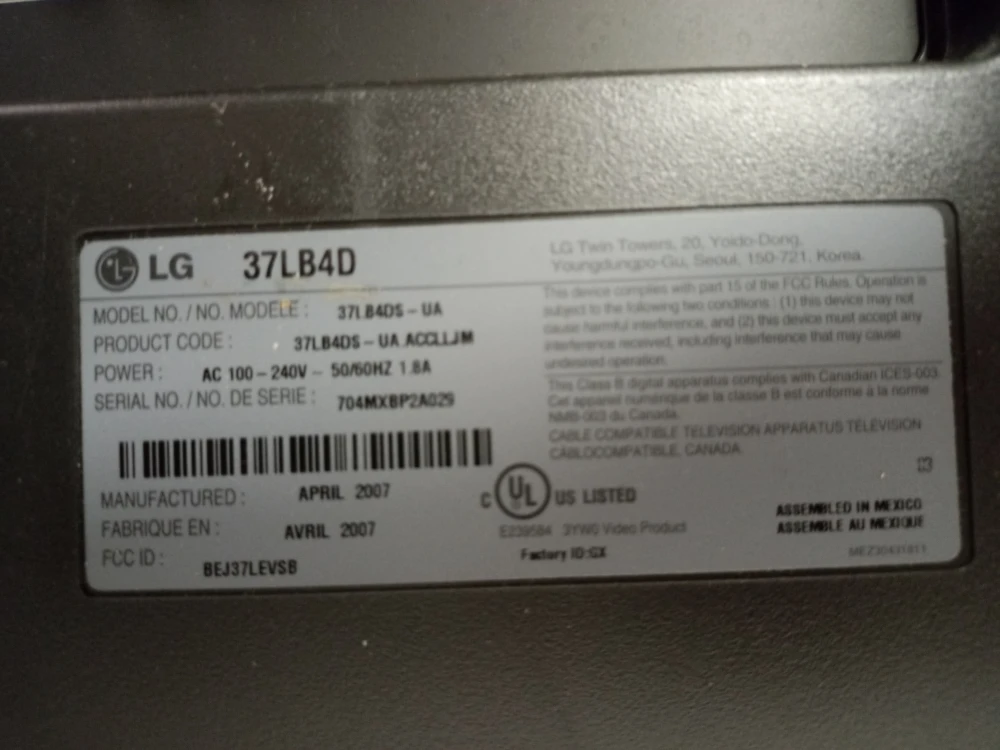 LG 37LB4D
MODEL NO. / NO. MODELE : 37LB4DS - UA
PRODUCT CODE : 37LB4DS - UA.ACCLLJM
POWER : AC 100 - 240V ~ 50/60HZ 1.8A
SERIAL NO. / NO. DE SERIE : 704MXBP2A029
MANUFACTURED : APRIL 2007
FABRIQUE EN : AVRIL 2007
FCC ID : BEJ37LEVSB
LG Twin Towers, 20, Yoido-Dong,
Youngdungpo-Gu, Seoul, 150-721, Korea.
This device complies with part 15 of the FCC Rules. Operation is
subject to the following two conditions : (1) this device may not
cause harmful interference, and (2) this device must accept any
interference received, including interference that may cause
undesired operation.
This Class B digital apparatus complies with Canadian ICES-003.
Cet appareil numérique de la classe B est conforme à la norme
NMB-003 du Canada.
CABLE COMPATIBLE TELEVISION APPARATUS TÉLÉVISION
CABLOCOMPATIBLE, CANADA.
C UL US LISTED
E239584 3YW0 Video Product
Factory ID:GX
ASSEMBLED IN MEXICO
ASSEMBLE AU MEXIQUE